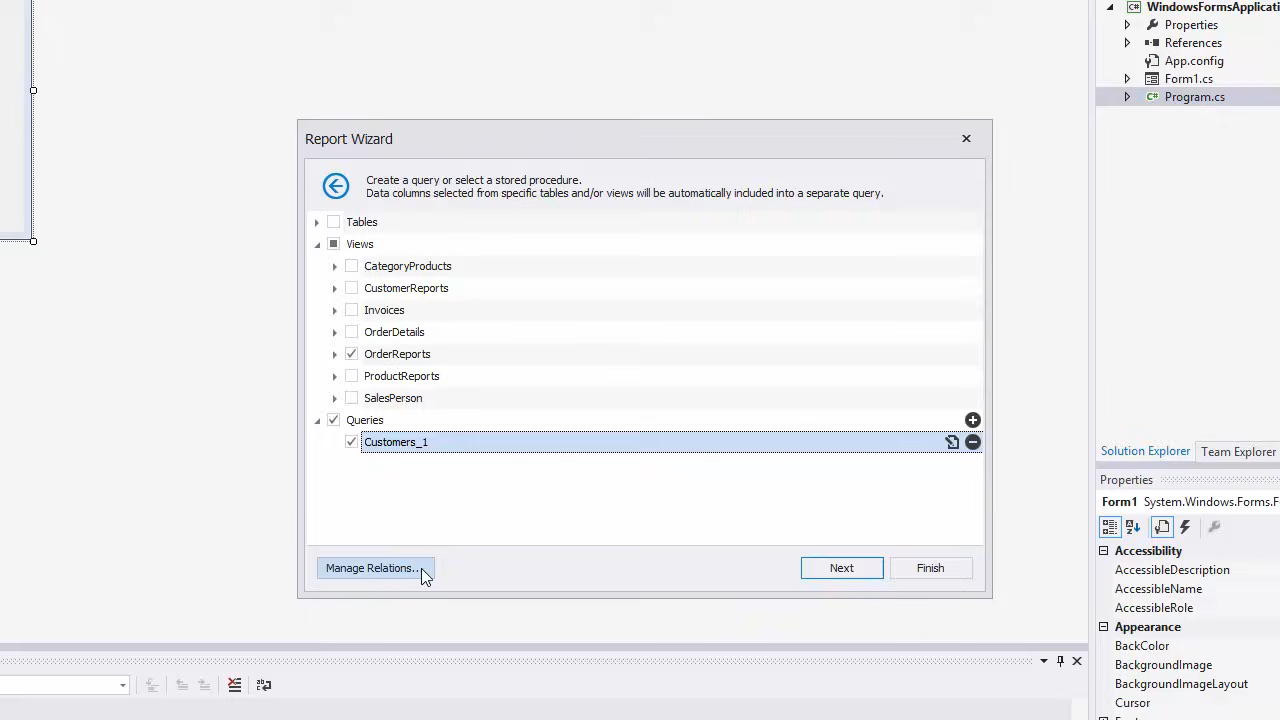 WindowsFormsApplicati
Properties
References
App.config
Form1.cs
C# Program.cs
Report Wizard
Create a query or select a stored procedure.
Data columns selected from specific tables and/or views will be automatically included into a separate query.
Tables
Views
CategoryProducts
CustomerReports
Invoices
OrderDetails
OrderReports
ProductReports
SalesPerson
Queries
Customers_1
Manage Relations...
Next
Finish
Solution Explorer
Team Explorer
Properties
Form1 System.Windows.Forms.F
Accessibility
AccessibleDescription
AccessibleName
AccessibleRole
Appearance
BackColor
BackgroundImage
BackgroundImageLayout
Cursor